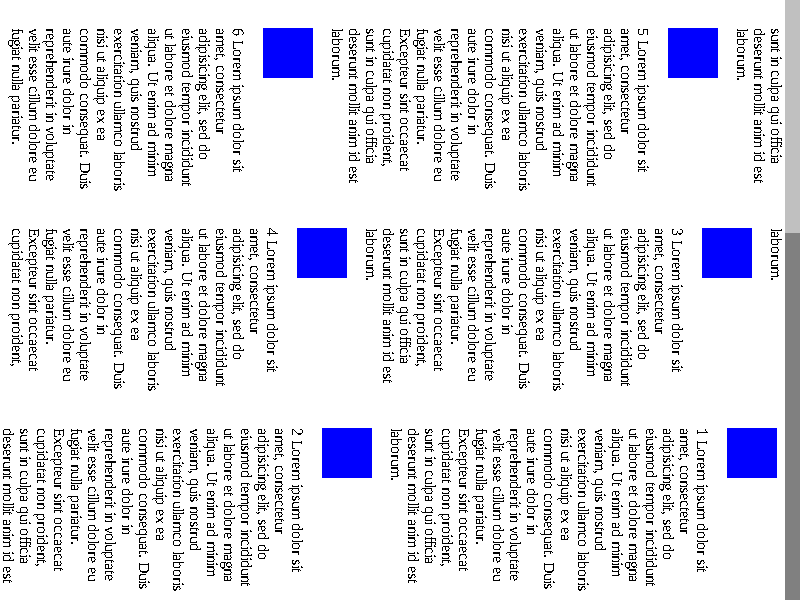 sunt in culpa qui officia
deserunt mollit anim id est
laborum.
5 Lorem ipsum dolor sit
amet, consectetur
adipisicing elit, sed do
eiusmod tempor incididunt
ut labore et dolore magna
aliqua. Ut enim ad minim
veniam, quis nostrud
exercitation ullamco laboris
nisi ut aliquip ex ea
commodo consequat. Duis
aute irure dolor in
reprehenderit in voluptate
velit esse cillum dolore eu
fugiat nulla pariatur.
Excepteur sint occaecat
cupidatat non proident,
sunt in culpa qui officia
deserunt mollit anim id est
laborum.
6 Lorem ipsum dolor sit
amet, consectetur
adipisicing elit, sed do
eiusmod tempor incididunt
ut labore et dolore magna
aliqua. Ut enim ad minim
veniam, quis nostrud
exercitation ullamco laboris
nisi ut aliquip ex ea
commodo consequat. Duis
aute irure dolor in
reprehenderit in voluptate
velit esse cillum dolore eu
fugiat nulla pariatur.
laborum.
3 Lorem ipsum dolor sit
amet, consectetur
adipisicing elit, sed do
eiusmod tempor incididunt
ut labore et dolore magna
aliqua. Ut enim ad minim
veniam, quis nostrud
exercitation ullamco laboris
nisi ut aliquip ex ea
commodo consequat. Duis
aute irure dolor in
reprehenderit in voluptate
velit esse cillum dolore eu
fugiat nulla pariatur.
Excepteur sint occaecat
cupidatat non proident,
sunt in culpa qui officia
deserunt mollit anim id est
laborum.
4 Lorem ipsum dolor sit
amet, consectetur
adipisicing elit, sed do
eiusmod tempor incididunt
ut labore et dolore magna
aliqua. Ut enim ad minim
veniam, quis nostrud
exercitation ullamco laboris
nisi ut aliquip ex ea
commodo consequat. Duis
aute irure dolor in
reprehenderit in voluptate
velit esse cillum dolore eu
fugiat nulla pariatur.
Excepteur sint occaecat
cupidatat non proident,
1 Lorem ipsum dolor sit
amet, consectetur
adipisicing elit, sed do
eiusmod tempor incididunt
ut labore et dolore magna
aliqua. Ut enim ad minim
veniam, quis nostrud
exercitation ullamco laboris
nisi ut aliquip ex ea
commodo consequat. Duis
aute irure dolor in
reprehenderit in voluptate
velit esse cillum dolore eu
fugiat nulla pariatur.
Excepteur sint occaecat
cupidatat non proident,
sunt in culpa qui officia
deserunt mollit anim id est
laborum.
2 Lorem ipsum dolor sit
amet, consectetur
adipisicing elit, sed do
eiusmod tempor incididunt
ut labore et dolore magna
aliqua. Ut enim ad minim
veniam, quis nostrud
exercitation ullamco laboris
nisi ut aliquip ex ea
commodo consequat. Duis
aute irure dolor in
reprehenderit in voluptate
velit esse cillum dolore eu
fugiat nulla pariatur.
Excepteur sint occaecat
cupidatat non proident,
sunt in culpa qui officia
deserunt mollit anim id est